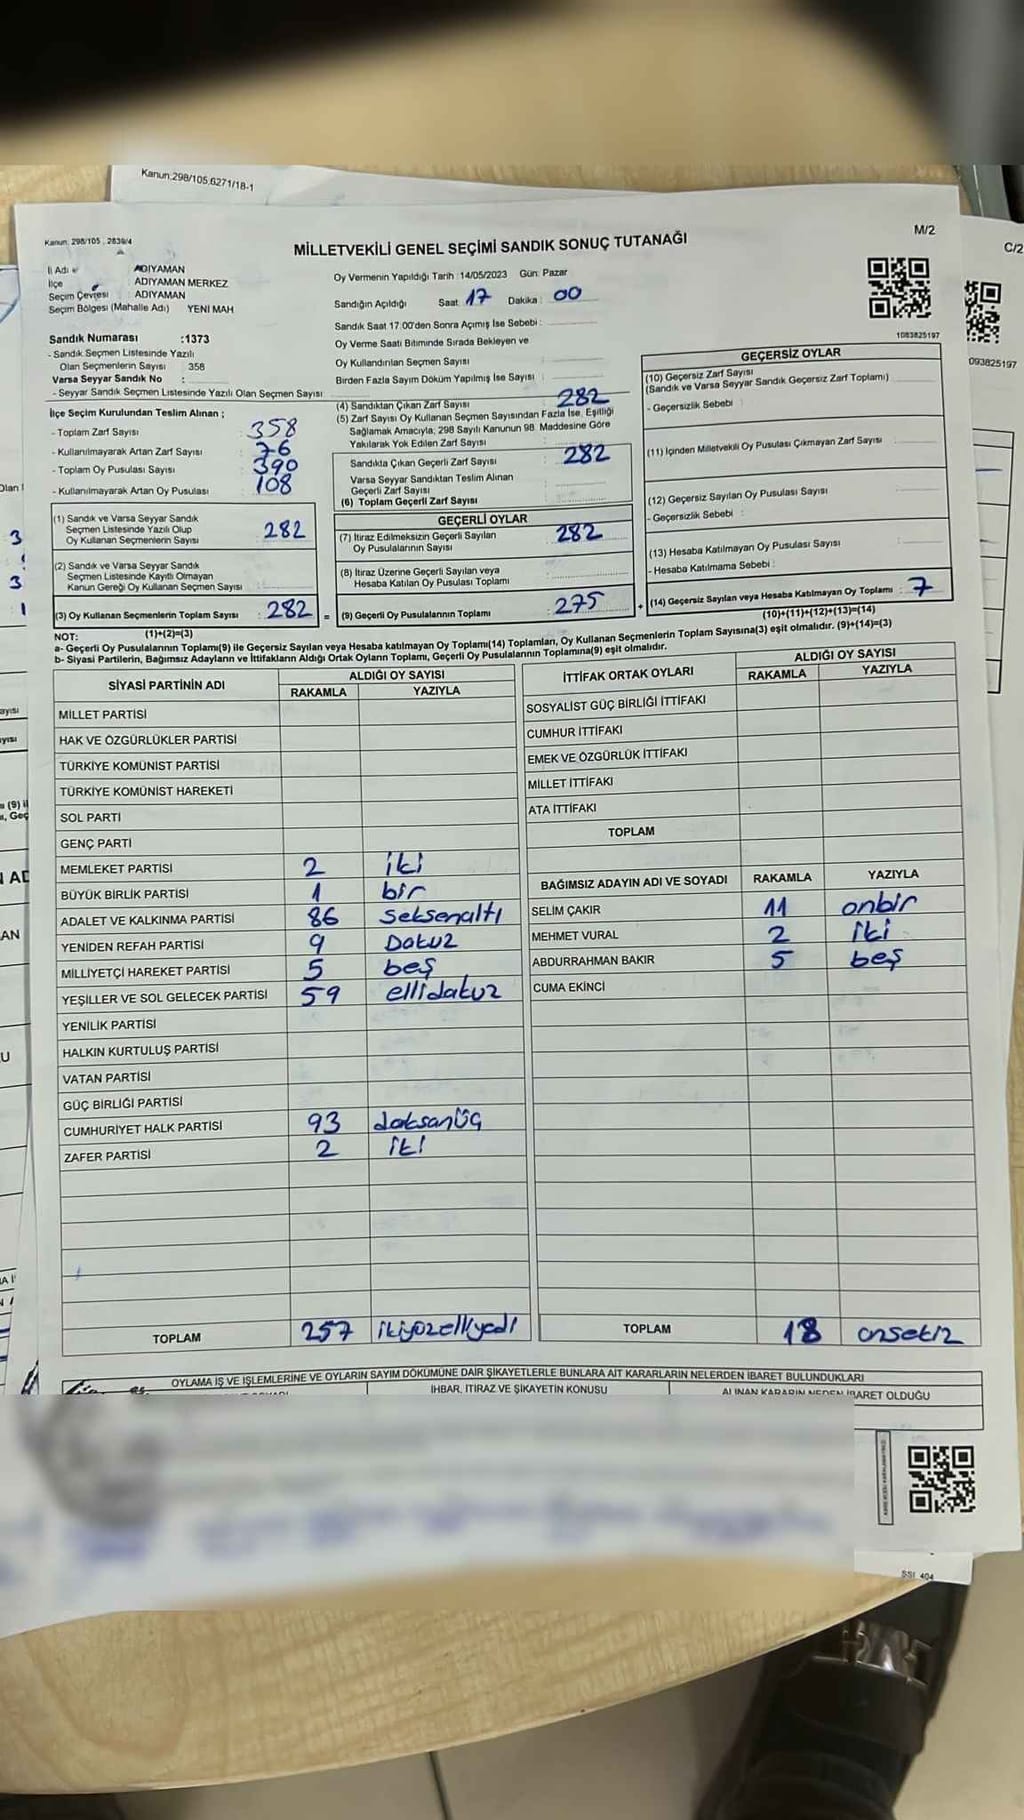 Kanun:298/105,6271/18-1
Kanun: 298/105 , 2839/4
MİLLETVEKİLİ GENEL SEÇİMİ SANDIK SONUÇ TUTANAĞI
M/2
C/2
İl Adı
ADIYAMAN
İlçe
ADIYAMAN MERKEZ
Seçim Çevresi : ADIYAMAN
Seçim Bölgesi (Mahalle Adı) YENİ MAH
Sandık Numarası :1373
- Sandık Seçmen Listesinde Yazılı
Olan Seçmenlerin Sayısı : 358
Varsa Seyyar Sandık No :
- Seyyar Sandık Seçmen Listesinde Yazılı Olan Seçmen Sayısı
İlçe Seçim Kurulundan Teslim Alınan ;
- Toplam Zarf Sayısı : 358
- Kullanılmayarak Artan Zarf Sayısı : 76
- Toplam Oy Pusulası Sayısı : 390
- Kullanılmayarak Artan Oy Pusulası : 108
(1) Sandık ve Varsa Seyyar Sandık
Seçmen Listesinde Yazılı Olup
Oy Kullanan Seçmenlerin Sayısı : 282
(2) Sandık ve Varsa Seyyar Sandık
Seçmen Listesinde Kayıtlı Olmayan
Kanun Gereği Oy Kullanan Seçmen Sayısı
(3) Oy Kullanan Seçmenlerin Toplam Sayısı : 282 =
(1)+(2)=(3)
Oy Vermenin Yapıldığı Tarih :14/05/2023 Gün: Pazar
Sandığın Açıldığı Saat 17 Dakika : 00
Sandık Saat 17:00'den Sonra Açımış İse Sebebi :
Oy Verme Saati Bitiminde Sırada Bekleyen ve
Oy Kullandırılan Seçmen Sayısı
Birden Fazla Sayım Döküm Yapılmış İse Sayısı :
(4) Sandıktan Çıkan Zarf Sayısı 282
(5) Zarf Sayısı Oy Kullanan Seçmen Sayısından Fazla İse, Eşitliği
Sağlamak Amacıyla; 298 Sayılı Kanunun 98. Maddesine Göre
Yakılarak Yok Edilen Zarf Sayısı
Sandıkta Çıkan Geçerli Zarf Sayısı : 282
Varsa Seyyar Sandıktan Teslim Alınan
Geçerli Zarf Sayısı
(6) Toplam Geçerli Zarf Sayısı
GEÇERLİ OYLAR
(7) İtiraz Edilmeksizin Geçerli Sayılan
Oy Pusulalarının Sayısı : 282
(8) İtiraz Üzerine Geçerli Sayılan veya
Hesaba Katılan Oy Pusulası Toplamı
(9) Geçerli Oy Pusulalarının Toplamı : 275 +
1083825197
093825197
GEÇERSİZ OYLAR
(10) Geçersiz Zarf Sayısı
(Sandık ve Varsa Seyyar Sandık Geçersiz Zarf Toplamı)
- Geçersizlik Sebebi :
(11) İçinden Milletvekili Oy Pusulası Çıkmayan Zarf Sayısı
(12) Geçersiz Sayılan Oy Pusulası Sayısı
- Geçersizlik Sebebi :
(13) Hesaba Katılmayan Oy Pusulası Sayısı
- Hesaba Katılmama Sebebi :
(14) Geçersiz Sayılan veya Hesaba Katılmayan Oy Toplamı : 7
(10)+(11)+(12)+(13)=(14)
NOT:
a- Geçerli Oy Pusulalarının Toplamı(9) ile Geçersiz Sayılan veya Hesaba katılmayan Oy Toplamı(14) Toplamları, Oy Kullanan Seçmenlerin Toplam Sayısına(3) eşit olmalıdır. (9)+(14)=(3)
b- Siyasi Partilerin, Bağımsız Adayların ve İttifakların Aldığı Ortak Oyların Toplamı, Geçerli Oy Pusulalarının Toplamına(9) eşit olmalıdır.
SİYASİ PARTİNİN ADI
ALDIĞI OY SAYISI
RAKAMLA YAZIYLA
MİLLET PARTİSİ
HAK VE ÖZGÜRLÜKLER PARTİSİ
TÜRKİYE KOMÜNİST PARTİSİ
TÜRKİYE KOMÜNİST HAREKETİ
SOL PARTİ
GENÇ PARTİ
MEMLEKET PARTİSİ 2 iki
BÜYÜK BİRLİK PARTİSİ 1 bir
ADALET VE KALKINMA PARTİSİ 86 seksenaltı
YENİDEN REFAH PARTİSİ 9 Dokuz
MİLLİYETÇİ HAREKET PARTİSİ 5 beş
YEŞİLLER VE SOL GELECEK PARTİSİ 59 ellidokuz
YENİLİK PARTİSİ
HALKIN KURTULUŞ PARTİSİ
VATAN PARTİSİ
GÜÇ BİRLİĞİ PARTİSİ
CUMHURİYET HALK PARTİSİ 93 doksanüç
ZAFER PARTİSİ 2 iki
TOPLAM 257 ikiyüzelliyedi
İTTİFAK ORTAK OYLARI
ALDIĞI OY SAYISI
RAKAMLA YAZIYLA
SOSYALİST GÜÇ BİRLİĞİ İTTİFAKI
CUMHUR İTTİFAKI
EMEK VE ÖZGÜRLÜK İTTİFAKI
MİLLET İTTİFAKI
ATA İTTİFAKI
TOPLAM
BAĞIMSIZ ADAYIN ADI VE SOYADI RAKAMLA YAZIYLA
SELİM ÇAKIR 11 onbir
MEHMET VURAL 2 iki
ABDURRAHMAN BAKIR 5 beş
CUMA EKİNCİ
TOPLAM 18 onsekiz
OYLAMA İŞ VE İŞLEMLERİNE VE OYLARIN SAYIM DÖKÜMÜNE DAİR ŞİKAYETLERLE BUNLARA AİT KARARLARIN NELERDEN İBARET BULUNDUKLARI
İHBAR, İTİRAZ VE ŞİKAYETİN KONUSU
ALINAN KARARIN NEDEN İBARET OLDUĞU
SSI 404